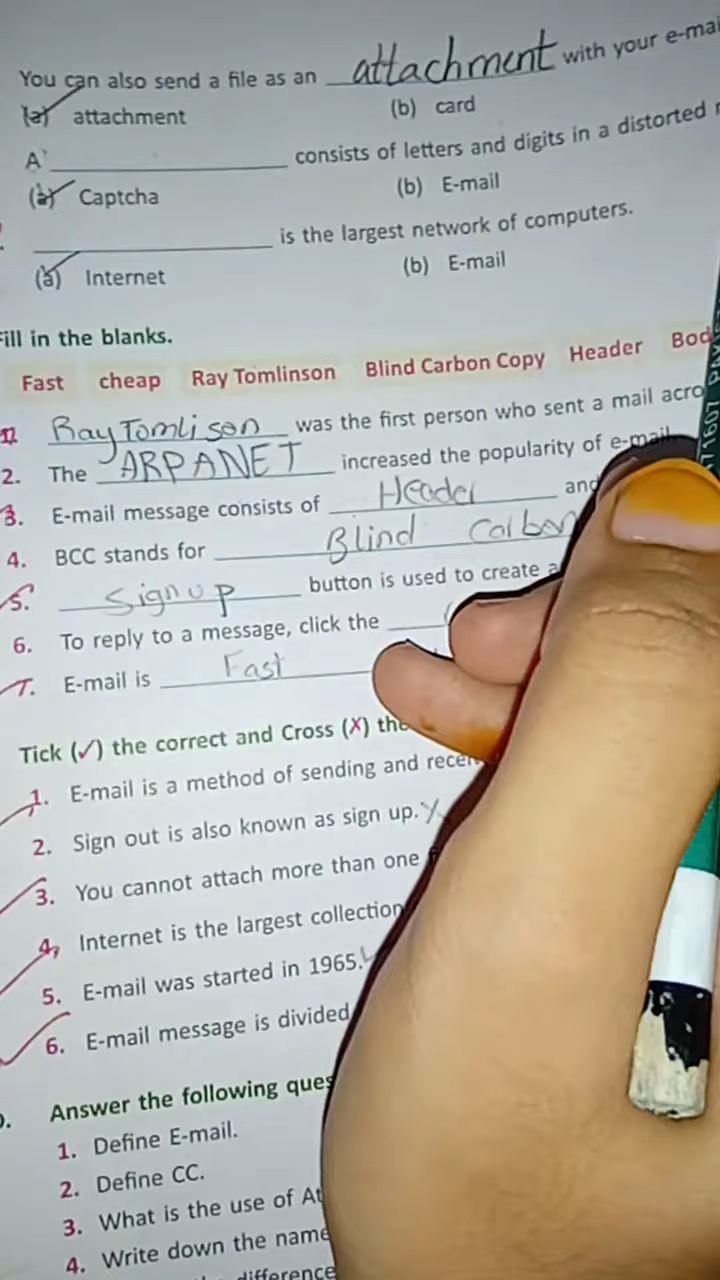 You can also send a file as an attachment with your e-mai
(a) attachment (b) card
A consists of letters and digits in a distorted
(a) Captcha (b) E-mail
is the largest network of computers.
(a) Internet (b) E-mail
Fill in the blanks.
Fast cheap Ray Tomlinson Blind Carbon Copy Header Bod
1. Ray Tomlison was the first person who sent a mail acro
2. The ARPANET increased the popularity of e-mail
3. E-mail message consists of Header and
4. BCC stands for Blind Carbon
5. Signup button is used to create a
6. To reply to a message, click the
7. E-mail is Fast
Tick (✓) the correct and Cross (✗) the
1. E-mail is a method of sending and recei
2. Sign out is also known as sign up. X
3. You cannot attach more than one
4. Internet is the largest collection
5. E-mail was started in 1965.
6. E-mail message is divided
Answer the following ques
1. Define E-mail.
2. Define CC.
3. What is the use of At
4. Write down the name
difference